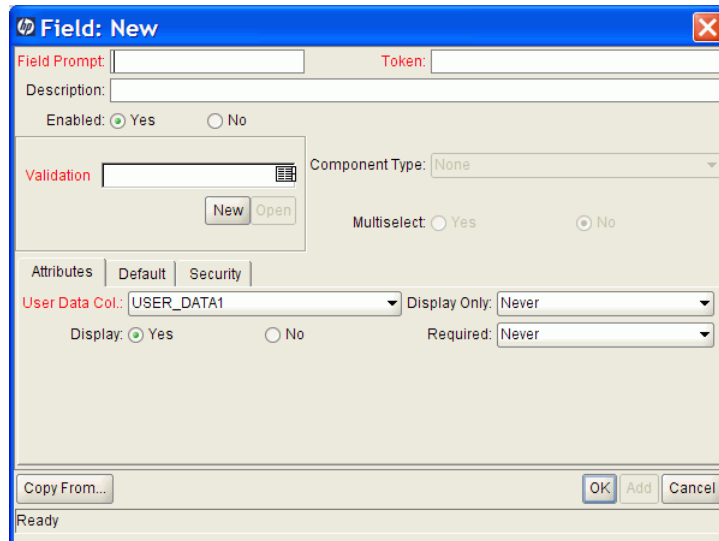 hp Field: New
Field Prompt: Token:
Description:
Enabled: Yes No
Validation Component Type: None
New Open Multiselect: Yes No
Attributes Default Security
User Data Col.: USER_DATA1 Display Only: Never
Display: Yes No Required: Never
Copy From... OK Add Cancel
Ready